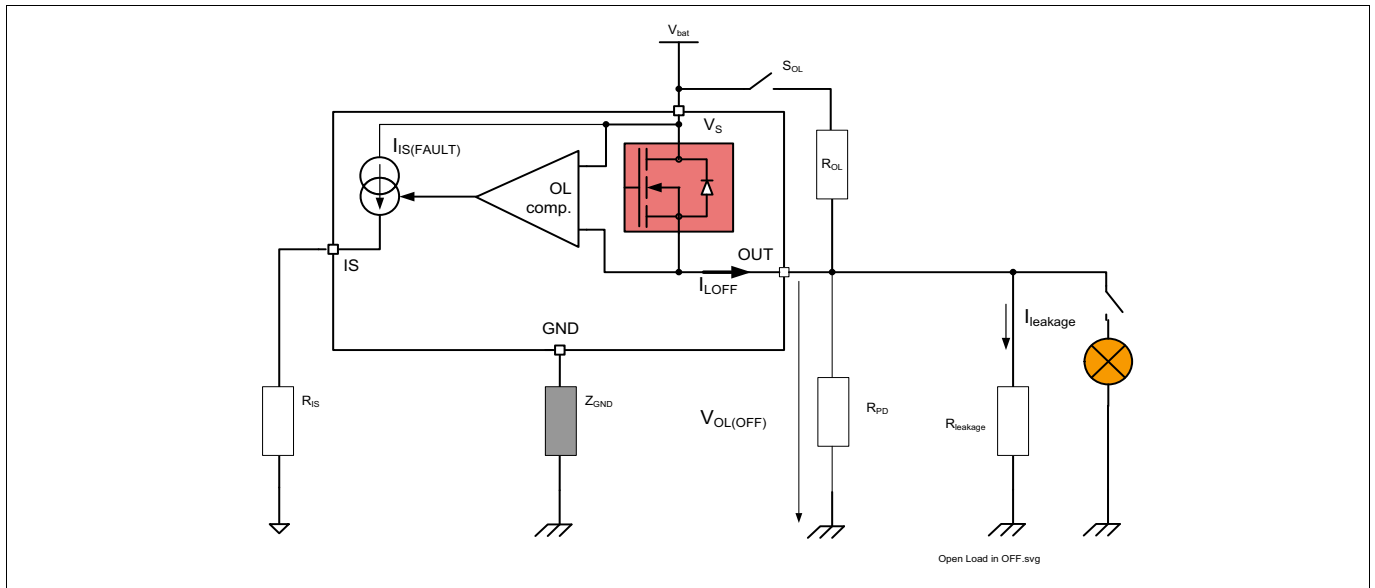 Vbat
SOL
VS
IIS(FAULT)
ROL
OL
comp.
OUT
IS
ILOFF
GND
Ileakage
RIS
ZGND
VOL(OFF)
RPD
Rleakage
Open Load in OFF.svg